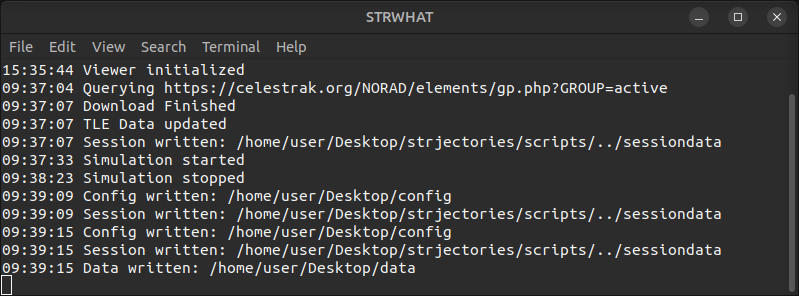 STRWHAT
File Edit View Search Terminal Help
15:35:44 Viewer initialized
09:37:04 Querying https://celestrak.org/NORAD/elements/gp.php?GROUP=active
09:37:07 Download Finished
09:37:07 TLE Data updated
09:37:07 Session written: /home/user/Desktop/strjectories/scripts/../sessiondata
09:37:33 Simulation started
09:38:23 Simulation stopped
09:39:09 Config written: /home/user/Desktop/config
09:39:09 Session written: /home/user/Desktop/strjectories/scripts/../sessiondata
09:39:15 Config written: /home/user/Desktop/config
09:39:15 Session written: /home/user/Desktop/strjectories/scripts/../sessiondata
09:39:15 Data written: /home/user/Desktop/data